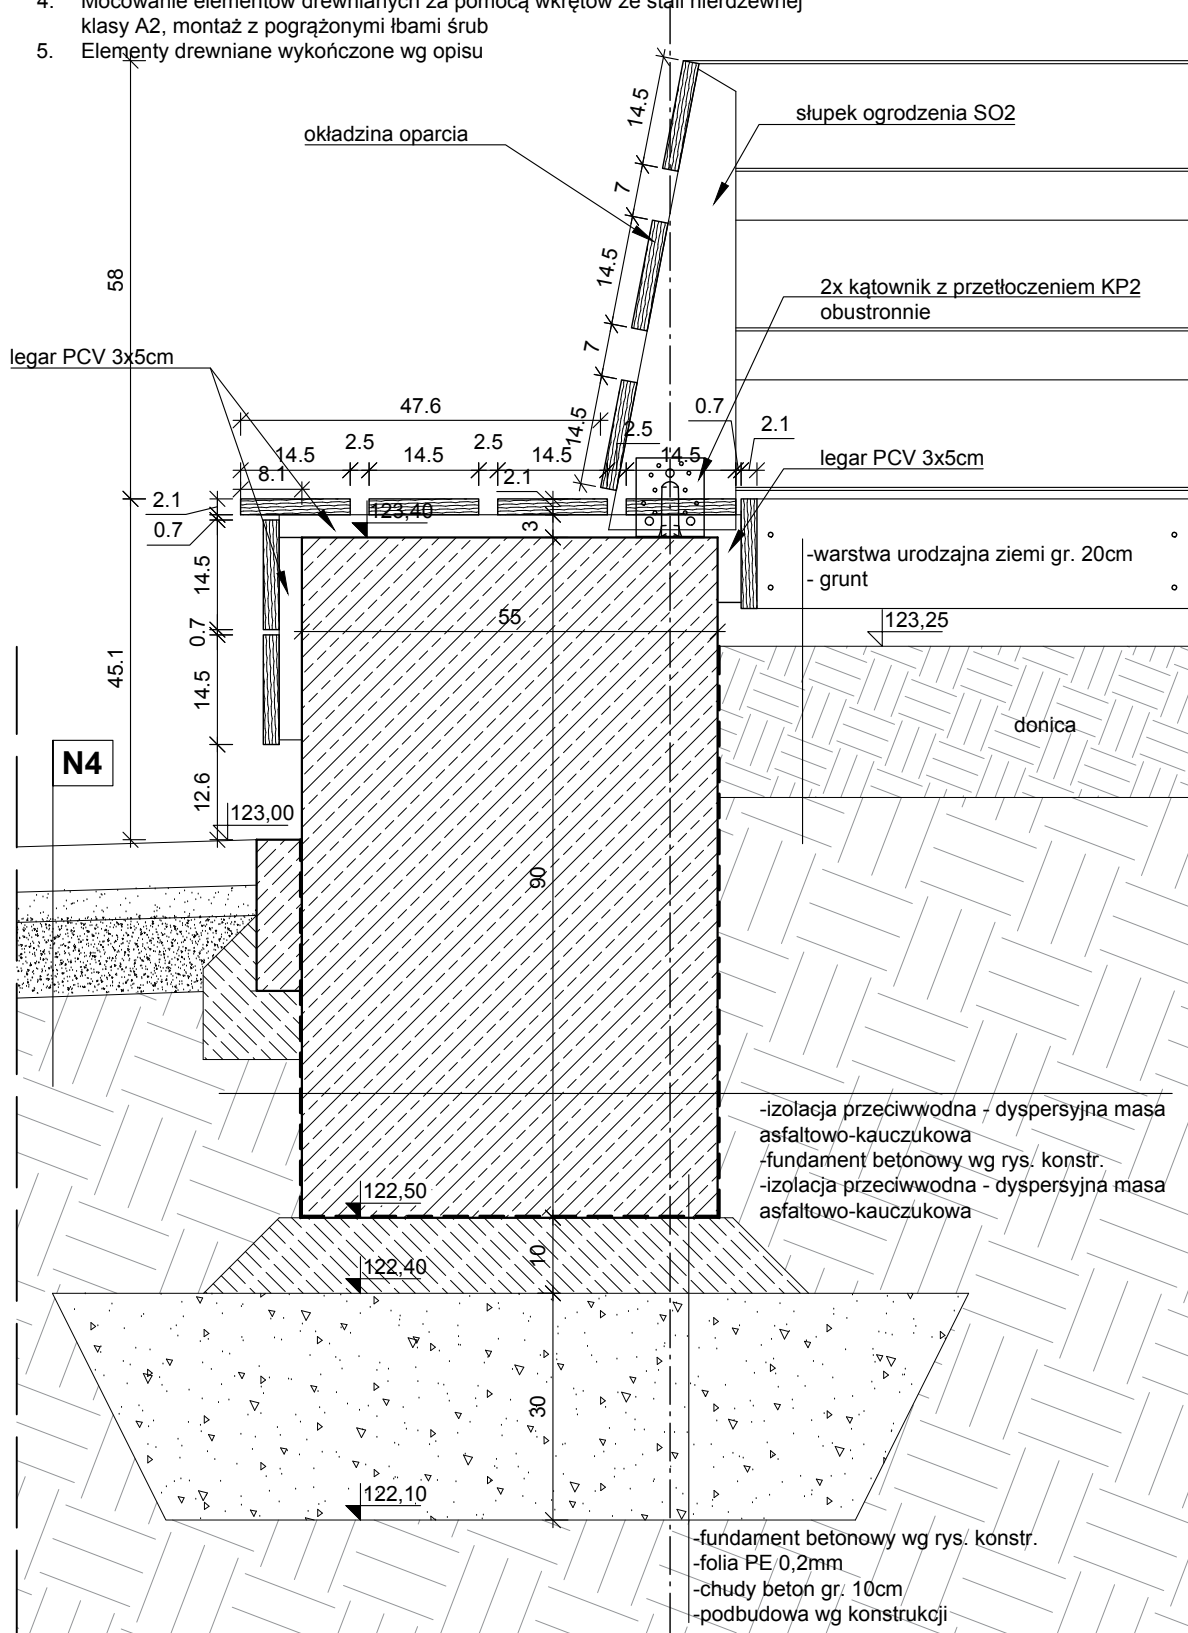 4. Mocowanie elementów drewnianych za pomocą wkrętów ze stali nierdzewnej
klasy A2, montaż z pogrążonymi łbami śrub
5. Elementy drewniane wykończone wg opisu
14.5
słupek ogrodzenia SO2
okładzina oparcia
7
14.5
58
2x kątownik z przetłoczeniem KP2
obustronnie
7
legar PCV 3x5cm
47.6
0.7
14.5
2.5
2.1
14.5
2.5
14.5
2.5
14.5
14.5
legar PCV 3x5cm
8.1
2.1
2.1
123,40
0.7
3
-warstwa urodzajna ziemi gr. 20cm
- grunt
14.5
55
123,25
0.7
45.1
14.5
donica
N4
12.6
123,00
90
-izolacja przeciwwodna - dyspersyjna masa
asfaltowo-kauczukowa
-fundament betonowy wg rys. konstr.
-izolacja przeciwwodna - dyspersyjna masa
asfaltowo-kauczukowa
122,50
10
122,40
30
122,10
-fundament betonowy wg rys. konstr.
-folia PE 0,2mm
-chudy beton gr. 10cm
-podbudowa wg konstrukcji